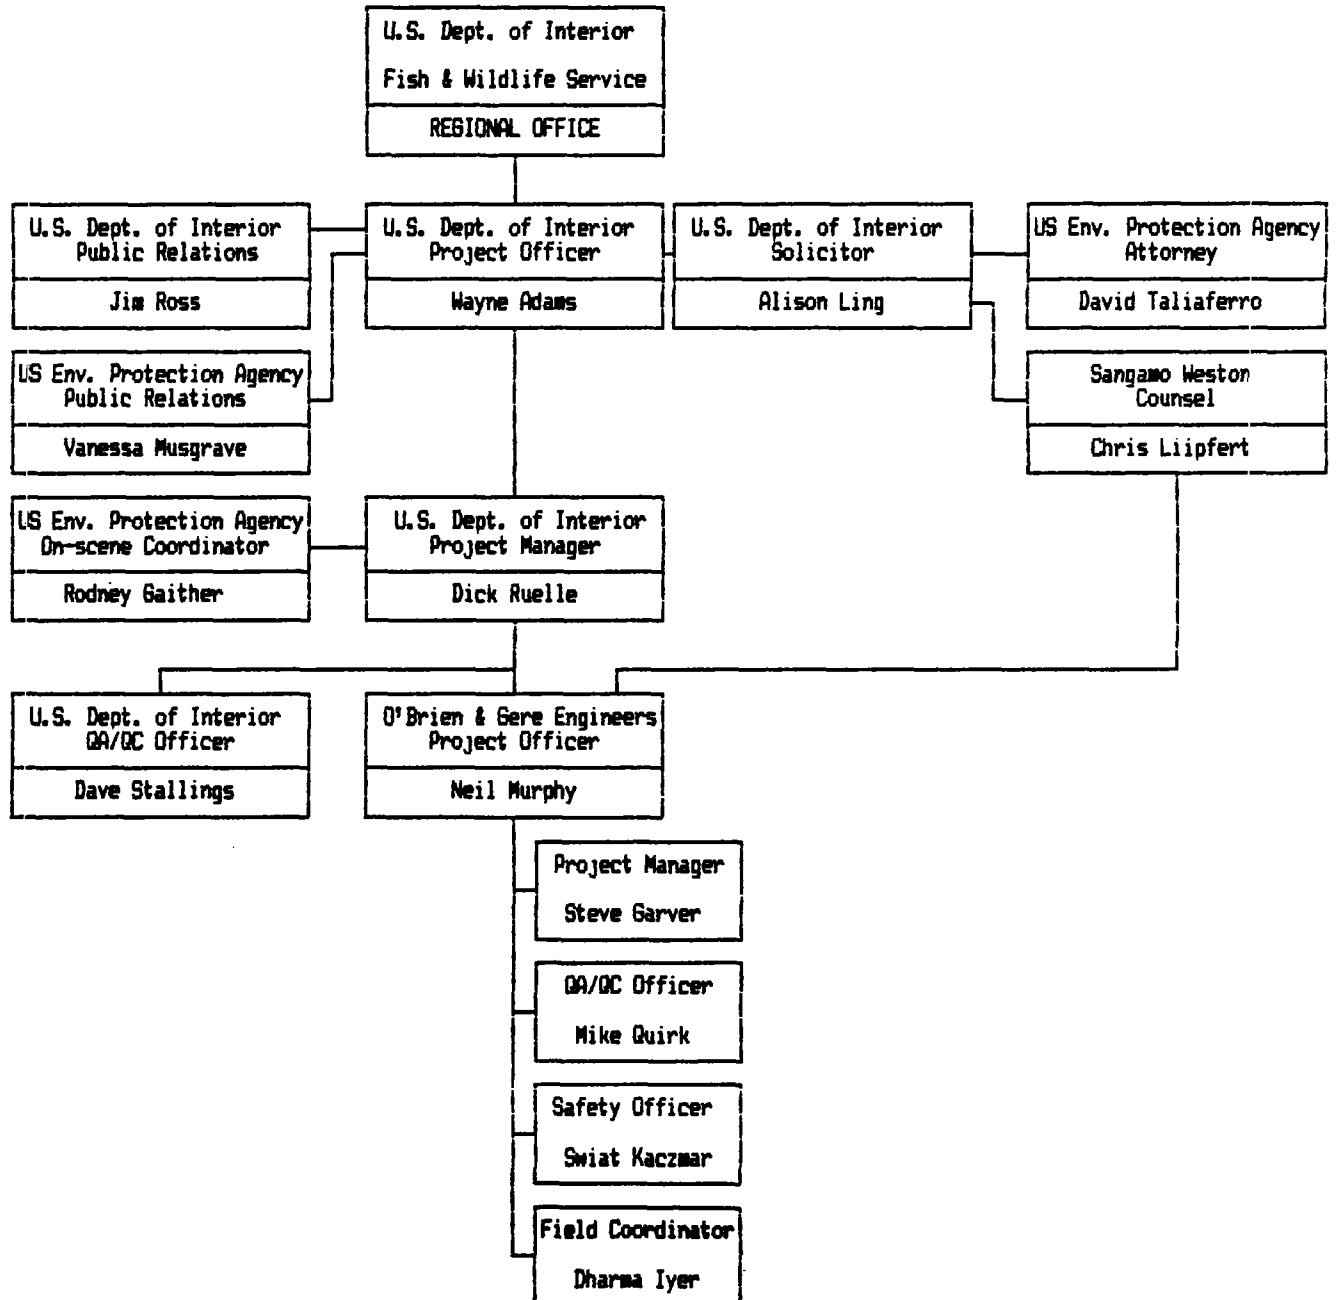 U.S. Dept. of Interior
Fish & Wildlife Service
REGIONAL OFFICE
U.S. Dept. of Interior
Public Relations
Jim Ross
U.S. Dept. of Interior
Project Officer
Wayne Adams
U.S. Dept. of Interior
Solicitor
Alison Ling
US Env. Protection Agency
Attorney
David Taliaferro
US Env. Protection Agency
Public Relations
Vanessa Musgrave
Sangamo Weston
Counsel
Chris Liipfert
US Env. Protection Agency
On-scene Coordinator
Rodney Gaither
U.S. Dept. of Interior
Project Manager
Dick Ruelle
U.S. Dept. of Interior
QA/QC Officer
Dave Stallings
O'Brien & Gere Engineers
Project Officer
Neil Murphy
Project Manager
Steve Garver
QA/QC Officer
Mike Quirk
Safety Officer
Swiat Kaczmar
Field Coordinator
Dharma Iyer